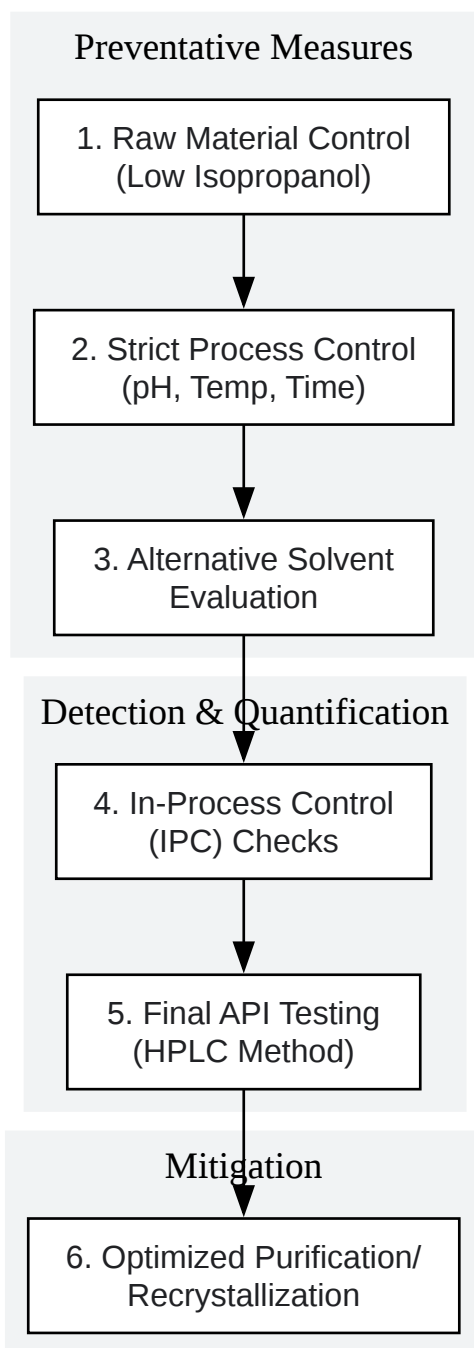 Preventative Measures
1. Raw Material Control
(Low Isopropanol)
2. Strict Process Control
(pH, Temp, Time)
3. Alternative Solvent
Evaluation
Detection & Quantification
4. In-Process Control
(IPC) Checks
5. Final API Testing
(HPLC Method)
Mitigation
6. Optimized Purification/
Recrystallization